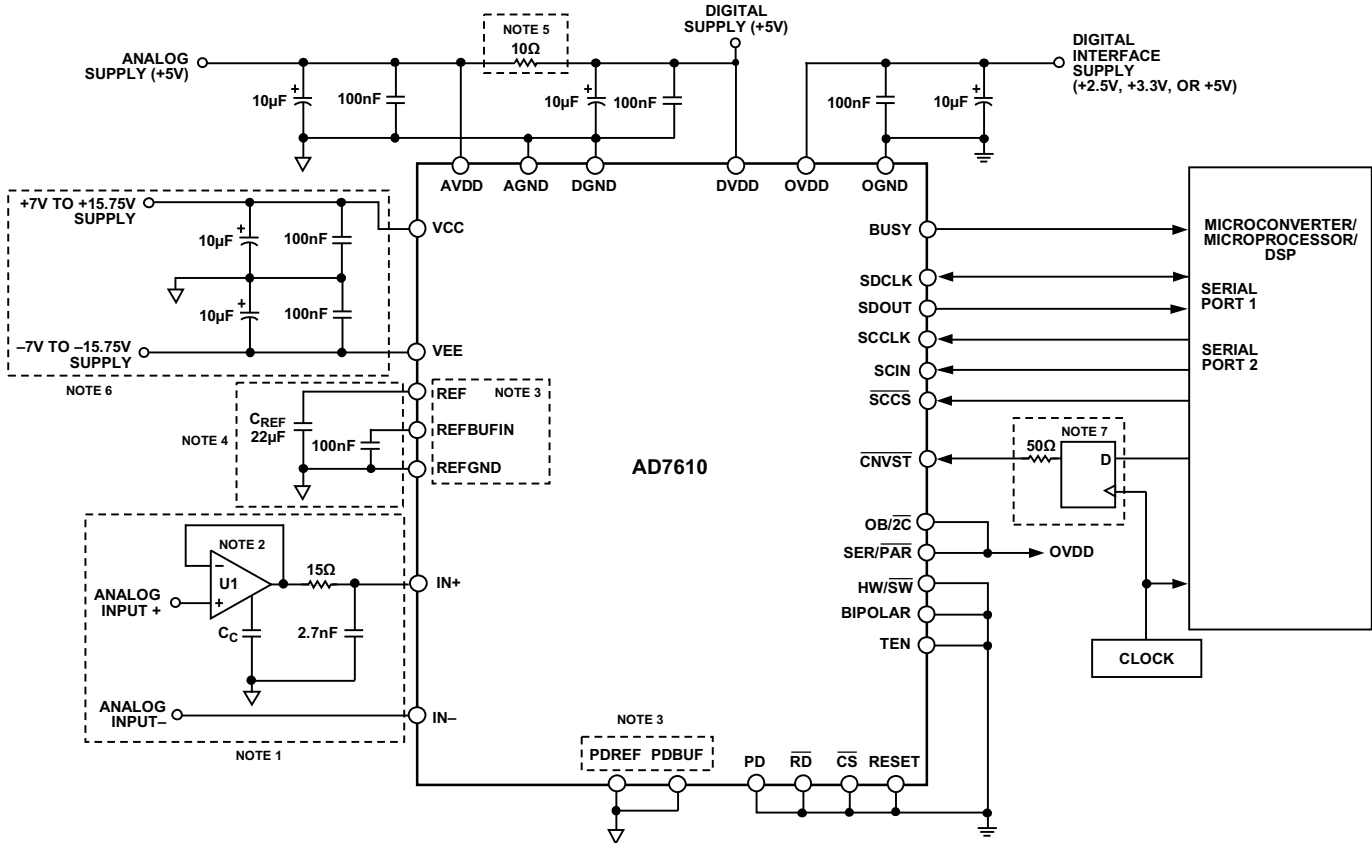 DIGITAL
SUPPLY (+5V)
NOTE 5
10Ω
ANALOG
SUPPLY (+5V)
DIGITAL
INTERFACE
SUPPLY
(+2.5V, +3.3V, OR +5V)
10µF
+
100nF
10µF
+
100nF
100nF
10µF
+
AVDD
AGND
DGND
DVDD
OVDD
OGND
+7V TO +15.75V
SUPPLY
10µF
+
100nF
10µF
+
100nF
–7V TO –15.75V
SUPPLY
NOTE 6
VCC
VEE
REF
NOTE 3
REFBUFIN
REFGND
CREF
22µF
100nF
NOTE 4
AD7610
BUSY
SDCLK
SDOUT
SCCLK
SCIN
SCCS
CNVST
OB/2C
SER/PAR
HW/SW
BIPOLAR
TEN
MICROCONVERTER/
MICROPROCESSOR/
DSP
SERIAL
PORT 1
SERIAL
PORT 2
NOTE 7
50Ω
D
OVDD
CLOCK
NOTE 2
–
U1
+
15Ω
ANALOG
INPUT +
CC
2.7nF
IN+
ANALOG
INPUT–
IN–
NOTE 1
NOTE 3
PDREF PDBUF
PD
RD
CS
RESET